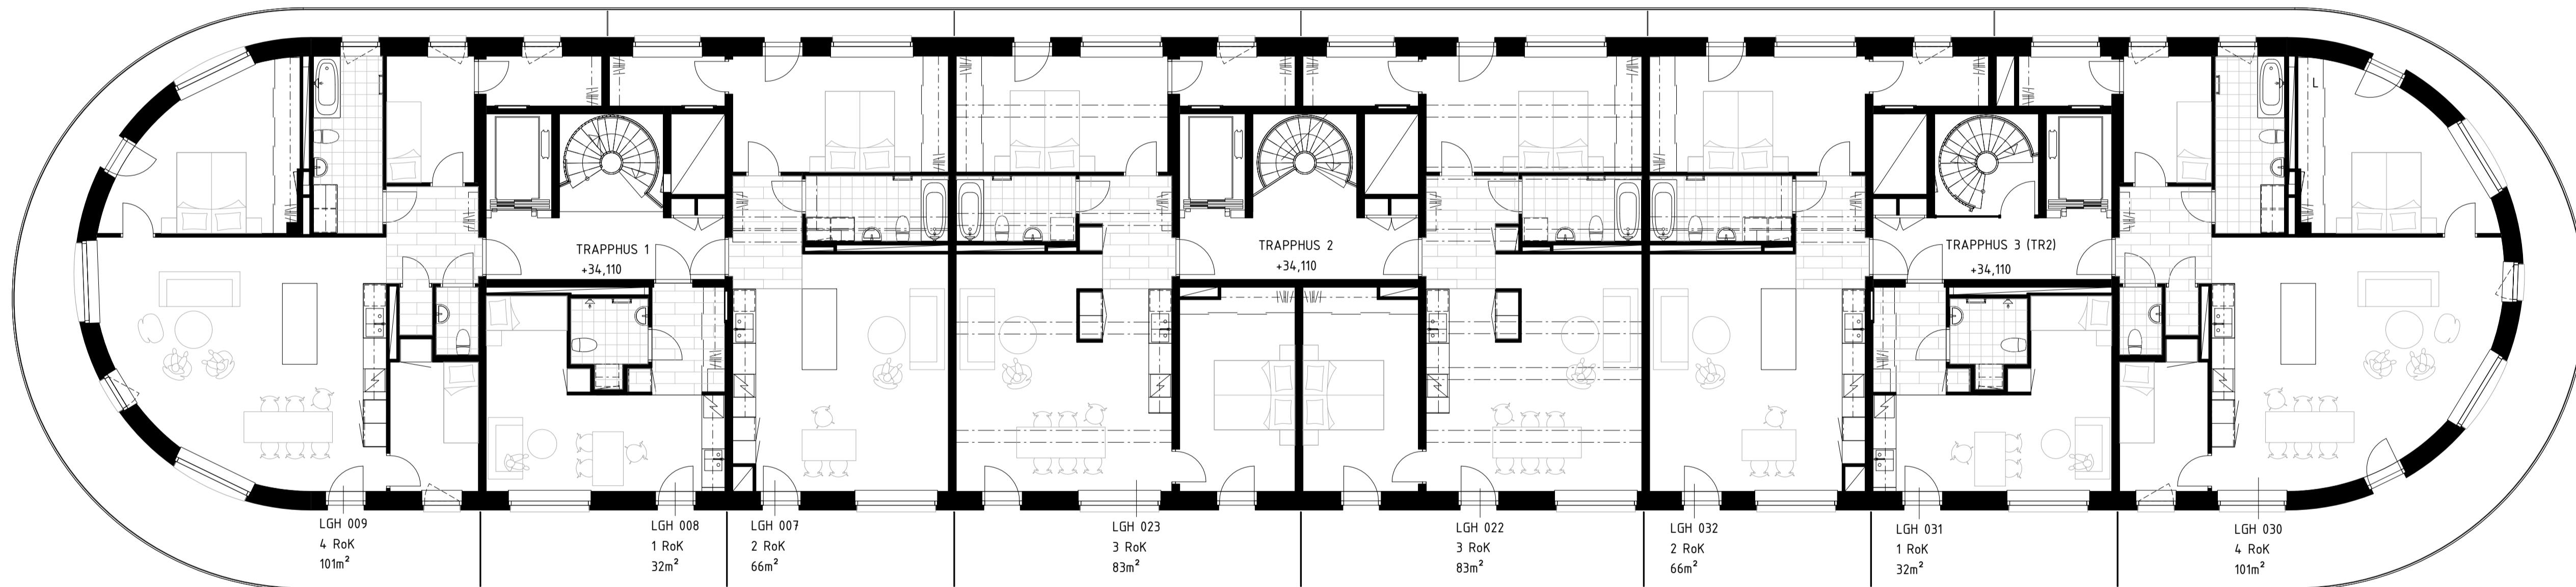 L
TRAPPHUS 1
+34,110
TRAPPHUS 2
+34,110
TRAPPHUS 3 (TR2)
+34,110
LGH 009
4 RoK
101m²
LGH 008
1 RoK
32m²
LGH 007
2 RoK
66m²
LGH 023
3 RoK
83m²
LGH 022
3 RoK
83m²
LGH 032
2 RoK
66m²
LGH 031
1 RoK
32m²
LGH 030
4 RoK
101m²